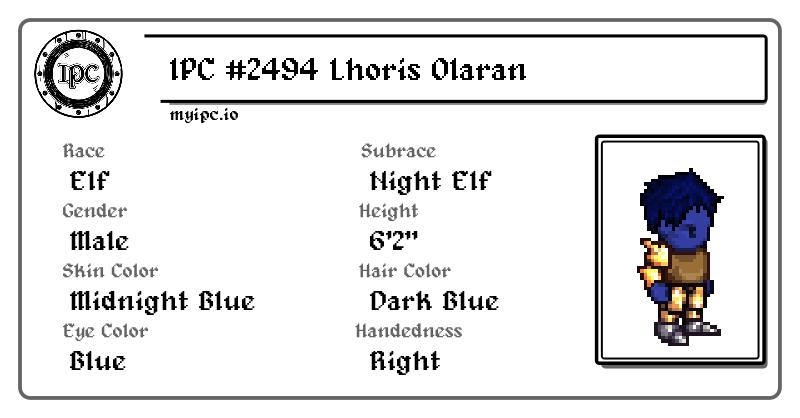 IPC
IPC #2494 Lhoris Olaran
myipc.io
Race
Elf
Subrace
Night Elf
Gender
Male
Height
6'2"
Skin Color
Midnight Blue
Hair Color
Dark Blue
Eye Color
Blue
Handedness
Right